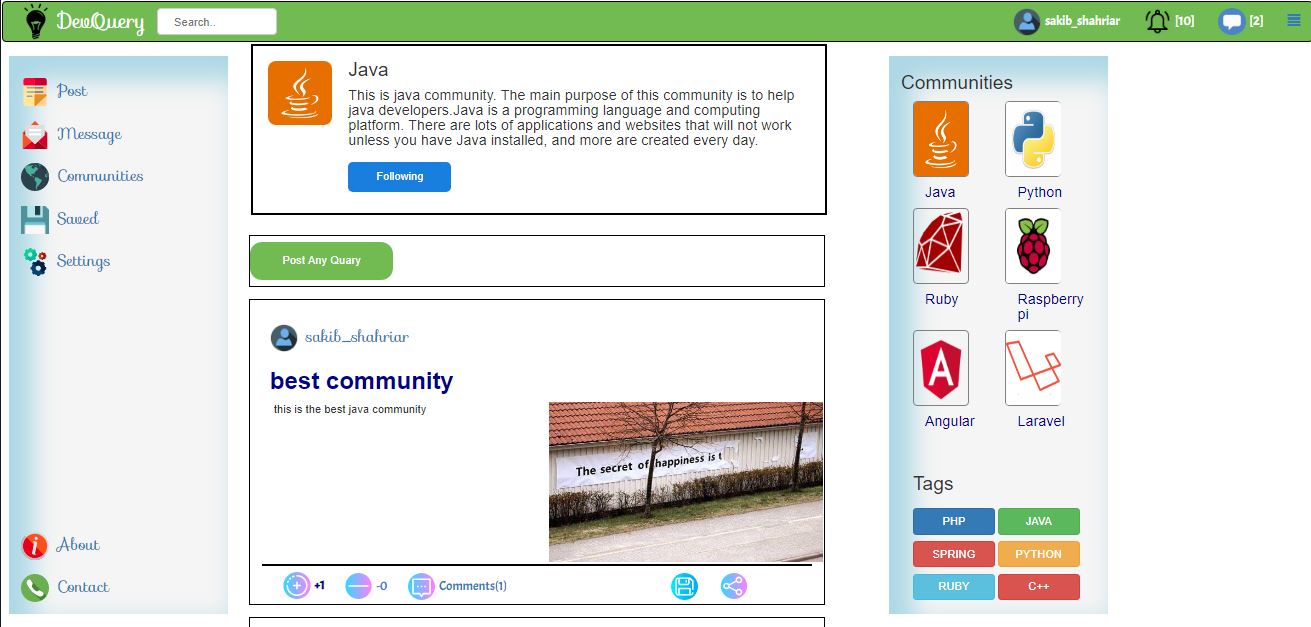 DevQuery
Search..
sakib_shahriar
[10]
[2]
Post
Message
Communities
Saved
Settings
About
Contact
Java
This is java community. The main purpose of this community is to help
java developers.Java is a programming language and computing
platform. There are lots of applications and websites that will not work
unless you have Java installed, and more are created every day.
Following
Post Any Quary
sakib_shahriar
best community
this is the best java community
The secret of happiness is t
+1
-0
Comments(1)
Communities
Java
Python
Ruby
Raspberry
pi
Angular
Laravel
Tags
PHP
JAVA
SPRING
PYTHON
RUBY
C++